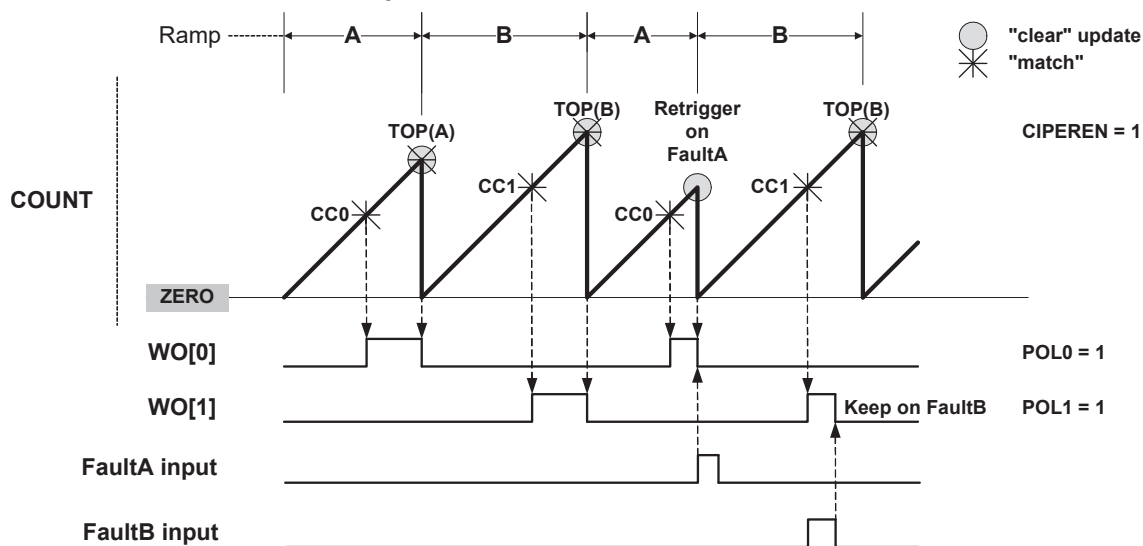 Ramp A B A B "clear" update
"match"
TOP(A) TOP(B) Retrigger on FaultA TOP(B) CIPEREN = 1
COUNT CC0 CC1 CC0 CC1
ZERO
WO[0] POL0 = 1
WO[1] Keep on FaultB POL1 = 1
FaultA input
FaultB input